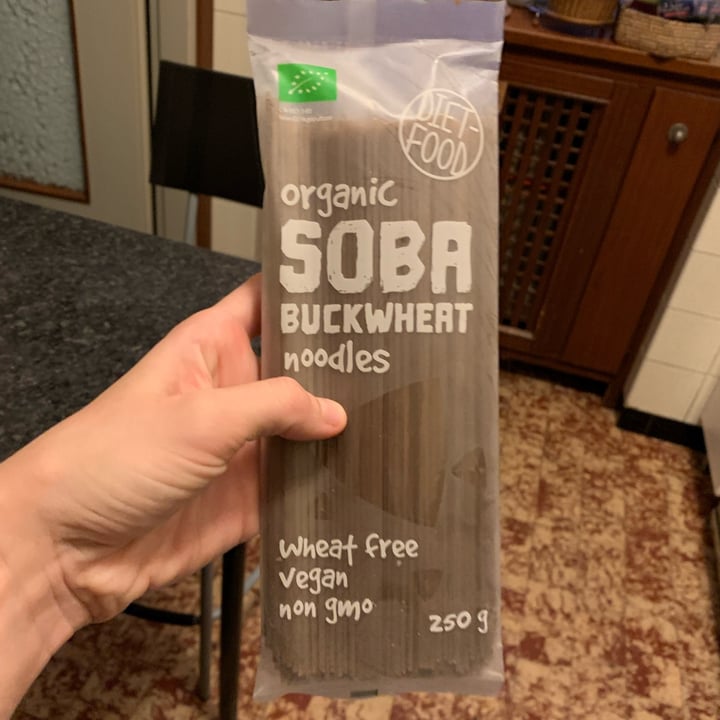 DIET-
FOOD
organic
SOBA
BUCKWHEAT
noodles
wheat free
vegan
non gmo
250 g